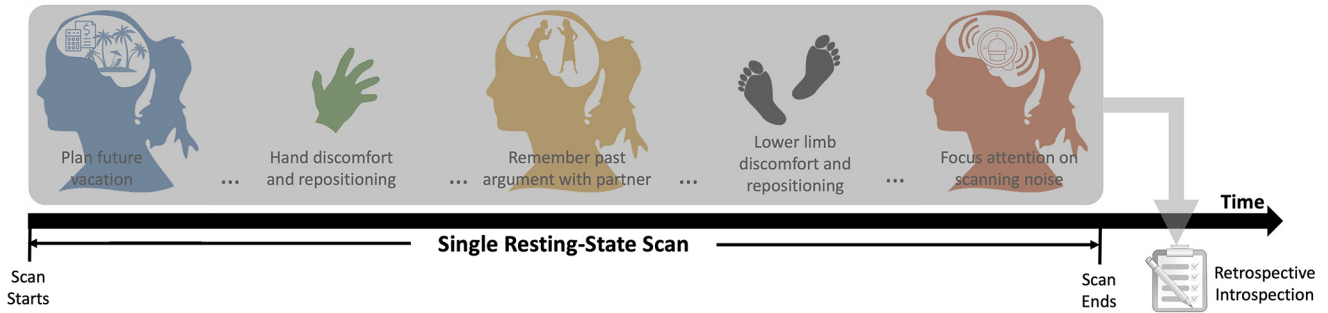 Plan future
vacation
...
Hand discomfort
and repositioning
...
Remember past
argument with partner
...
Lower limb
discomfort and
repositioning
...
Focus attention on
scanning noise
Time
Single Resting-State Scan
Scan
Starts
Scan
Ends
Retrospective
Introspection